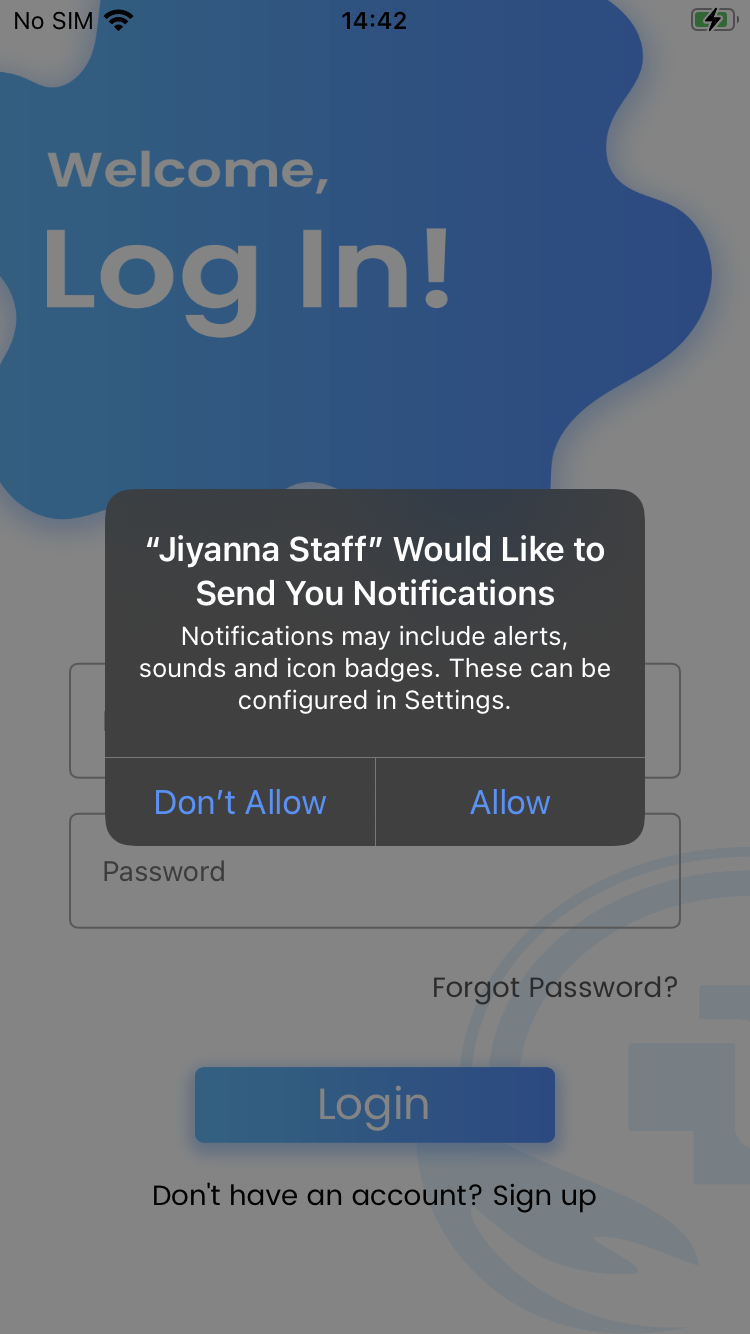 No SIM 14:42
Welcome,
Log In!
“Jiyanna Staff” Would Like to
Send You Notifications
Notifications may include alerts,
sounds and icon badges. These can be
configured in Settings.
Don’t Allow Allow
Password
Forgot Password?
Login
Don't have an account? Sign up